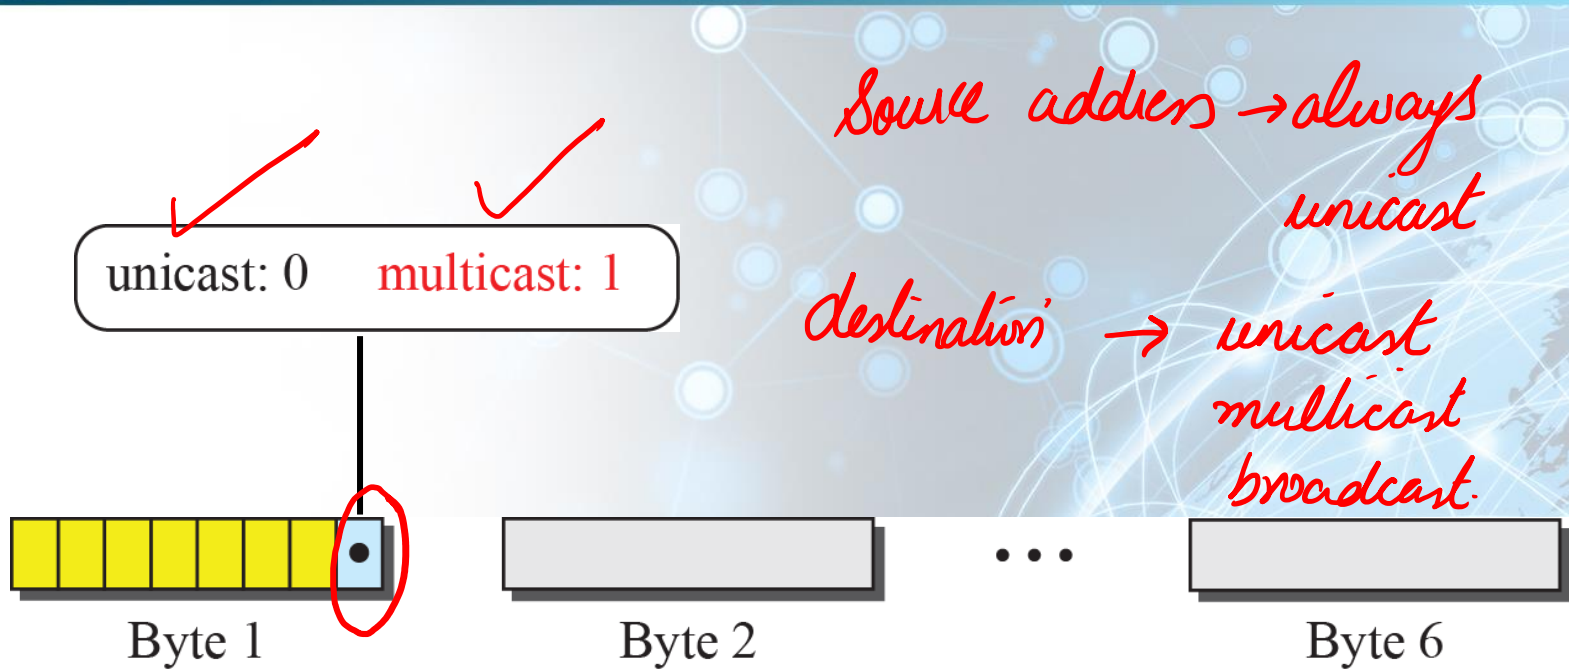 Source address → always
unicast
unicast: 0 multicast: 1
destination → unicast
multicast
broadcast.
Byte 1 Byte 2 ••• Byte 6